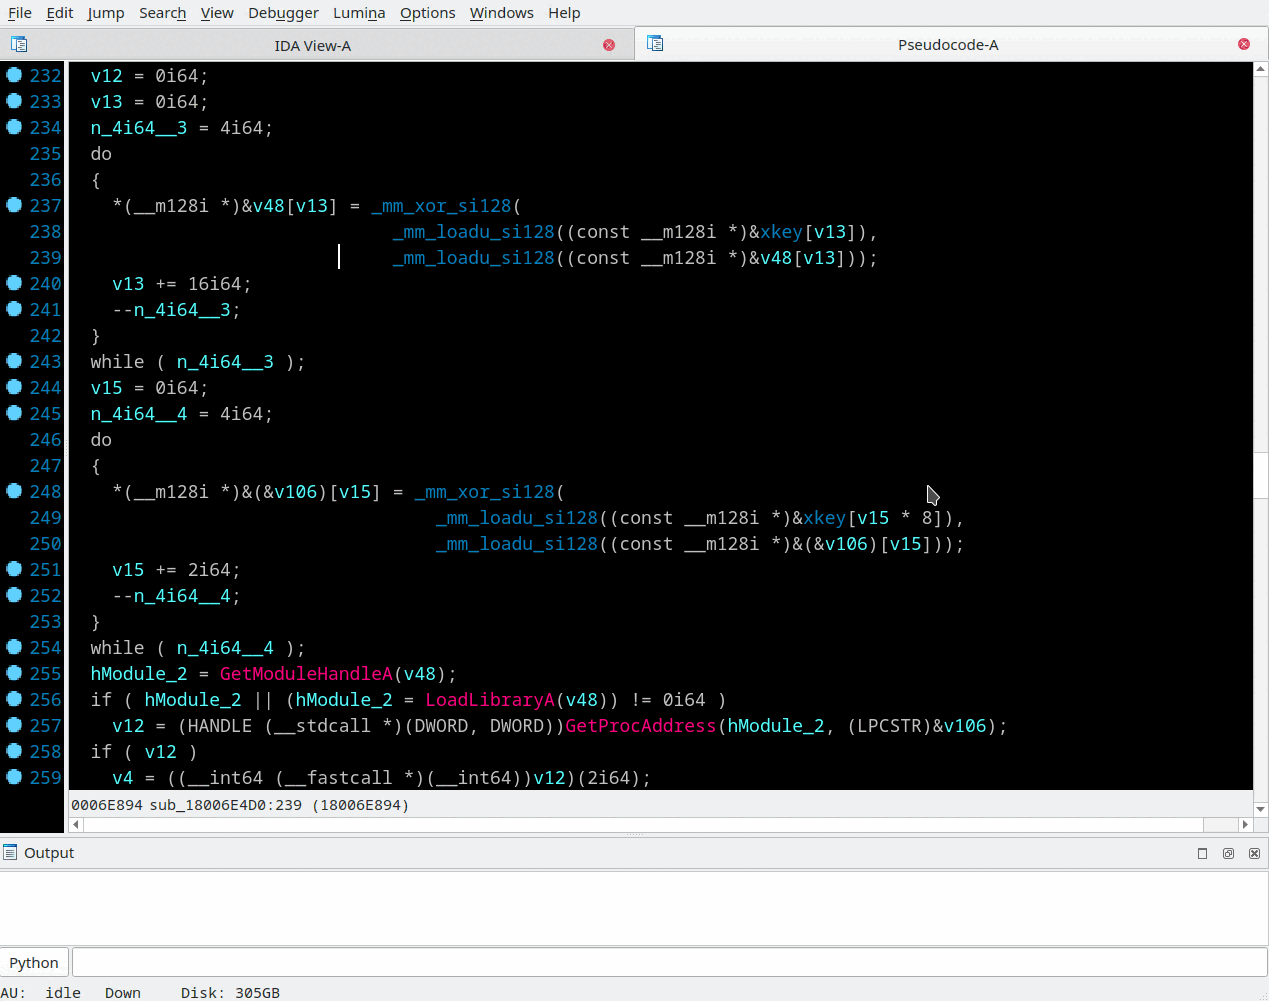 File Edit Jump Search View Debugger Lumina Options Windows Help
IDA View-A Pseudocode-A
232 v12 = 0i64;
233 v13 = 0i64;
234 n_4i64__3 = 4i64;
235 do
236 {
237 *(__m128i *)&v48[v13] = _mm_xor_si128(
238 _mm_loadu_si128((const __m128i *)&xkey[v13]),
239 _mm_loadu_si128((const __m128i *)&v48[v13]));
240 v13 += 16i64;
241 --n_4i64__3;
242 }
243 while ( n_4i64__3 );
244 v15 = 0i64;
245 n_4i64__4 = 4i64;
246 do
247 {
248 *(__m128i *)&(&v106)[v15] = _mm_xor_si128(
249 _mm_loadu_si128((const __m128i *)&xkey[v15 * 8]),
250 _mm_loadu_si128((const __m128i *)&(&v106)[v15]));
251 v15 += 2i64;
252 --n_4i64__4;
253 }
254 while ( n_4i64__4 );
255 hModule_2 = GetModuleHandleA(v48);
256 if ( hModule_2 || (hModule_2 = LoadLibraryA(v48)) != 0i64 )
257 v12 = (HANDLE (__stdcall *)(DWORD, DWORD))GetProcAddress(hModule_2, (LPCSTR)&v106);
258 if ( v12 )
259 v4 = ((__int64 (__fastcall *)(__int64))v12)(2i64);
0006E894 sub_18006E4D0:239 (18006E894)
Output
Python
AU: idle Down Disk: 305GB